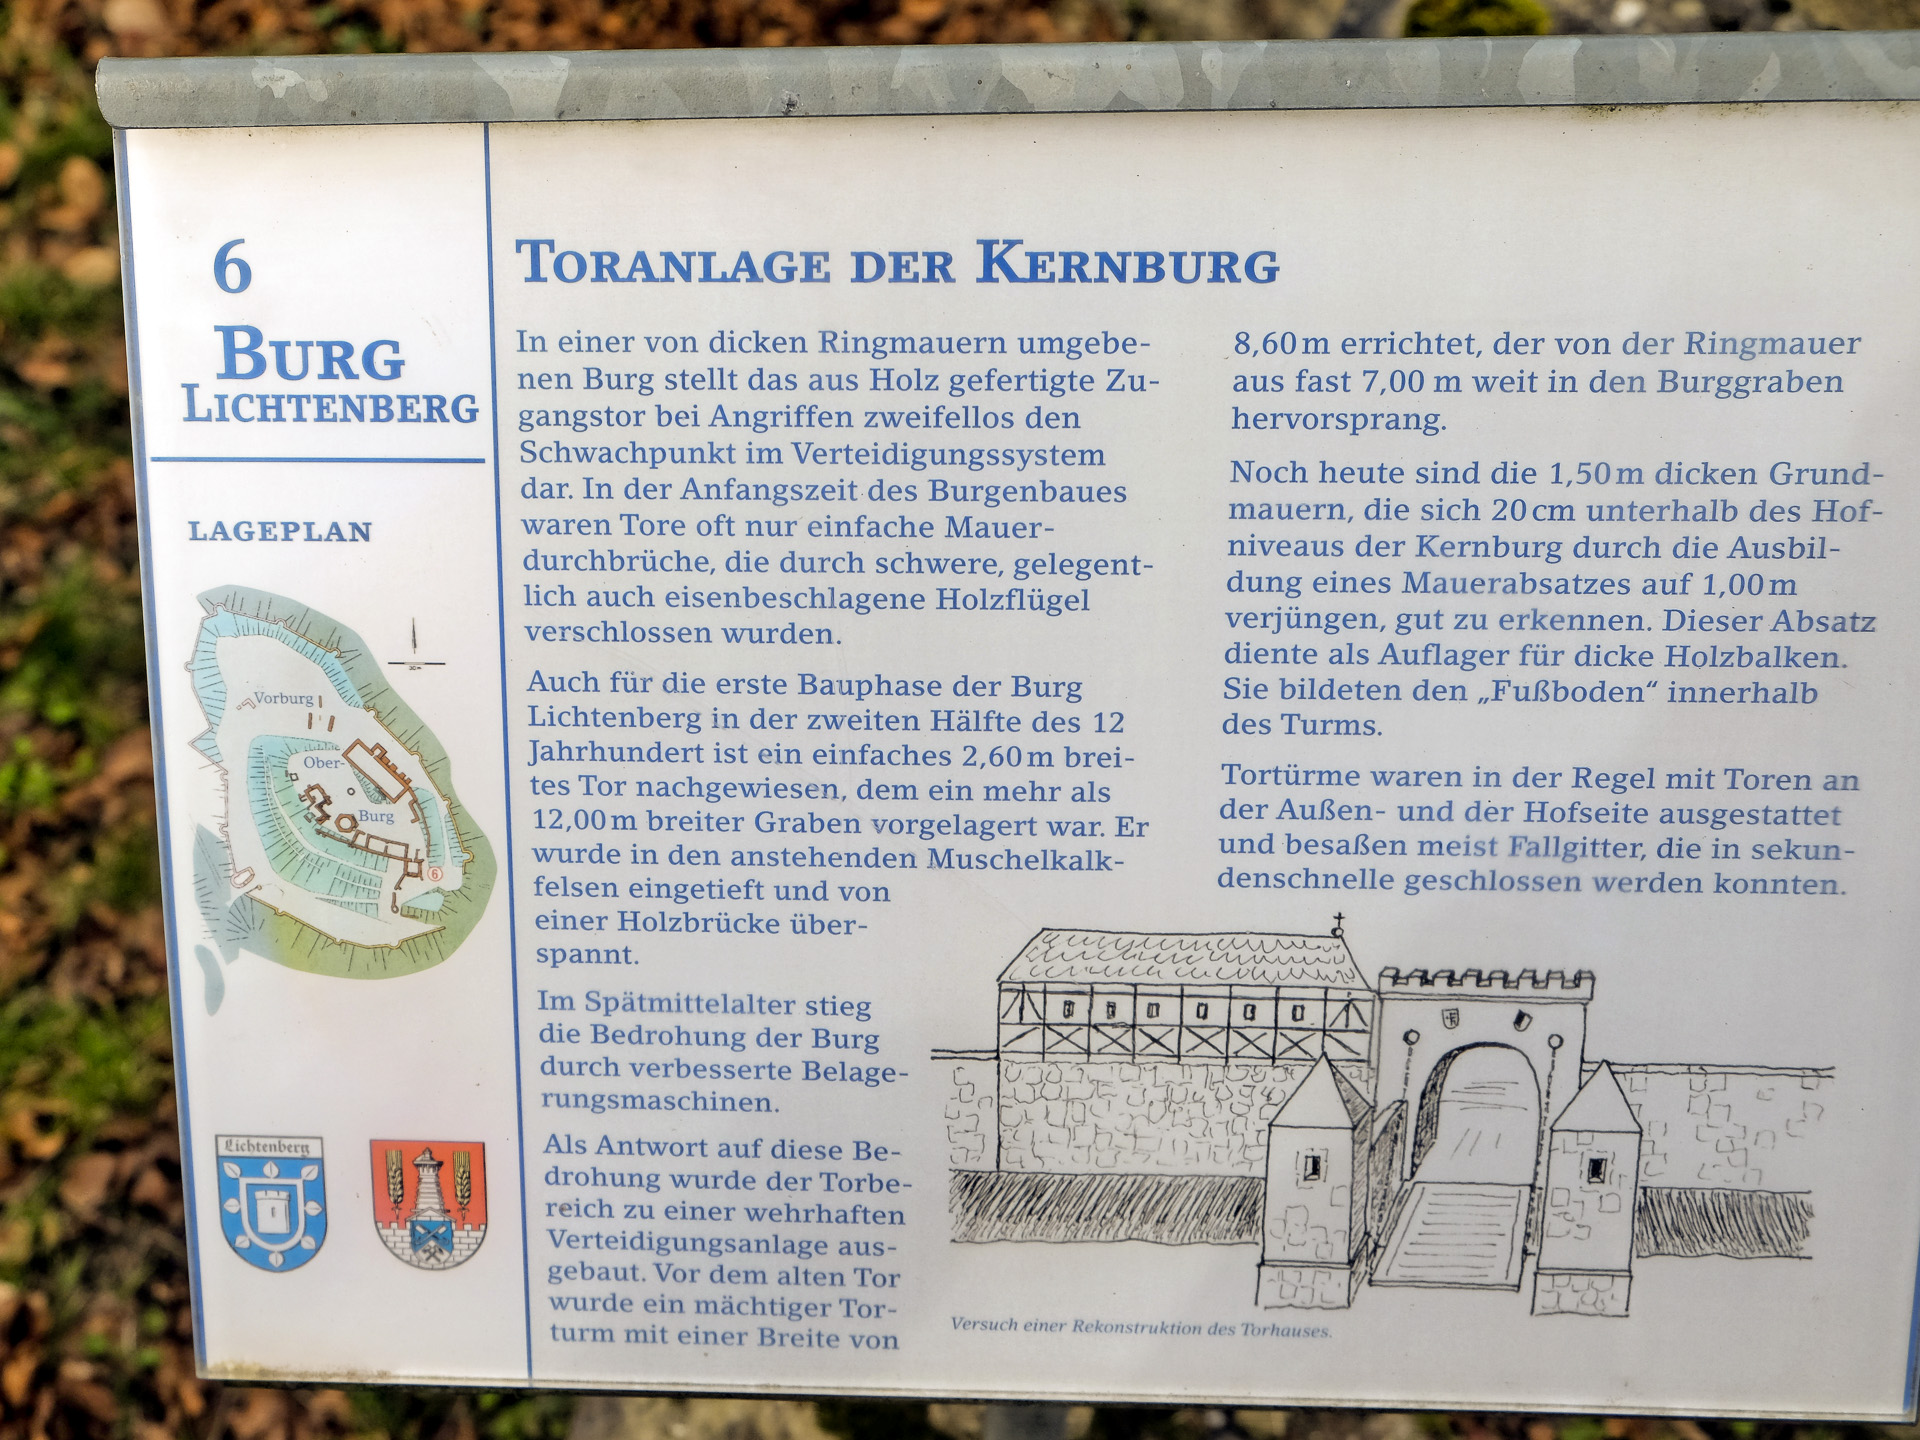 6
Burg
Lichtenberg
LAGEPLAN
Vorburg
Ober-
Burg
6
Lichtenberg
Toranlage der Kernburg
In einer von dicken Ringmauern umgebe-
nen Burg stellt das aus Holz gefertigte Zu-
gangstor bei Angriffen zweifellos den
Schwachpunkt im Verteidigungssystem
dar. In der Anfangszeit des Burgenbaues
waren Tore oft nur einfache Mauer-
durchbrüche, die durch schwere, gelegent-
lich auch eisenbeschlagene Holzflügel
verschlossen wurden.
Auch für die erste Bauphase der Burg
Lichtenberg in der zweiten Hälfte des 12
Jahrhundert ist ein einfaches 2,60 m brei-
tes Tor nachgewiesen, dem ein mehr als
12,00 m breiter Graben vorgelagert war. Er
wurde in den anstehenden Muschelkalk-
felsen eingetieft und von
einer Holzbrücke über-
spannt.
Im Spätmittelalter stieg
die Bedrohung der Burg
durch verbesserte Belage-
rungsmaschinen.
Als Antwort auf diese Be-
drohung wurde der Torbe-
reich zu einer wehrhaften
Verteidigungsanlage aus-
gebaut. Vor dem alten Tor
wurde ein mächtiger Tor-
turm mit einer Breite von
8,60 m errichtet, der von der Ringmauer
aus fast 7,00 m weit in den Burggraben
hervorsprang.
Noch heute sind die 1,50 m dicken Grund-
mauern, die sich 20 cm unterhalb des Hof-
niveaus der Kernburg durch die Ausbil-
dung eines Mauerabsatzes auf 1,00 m
verjüngen, gut zu erkennen. Dieser Absatz
diente als Auflager für dicke Holzbalken.
Sie bildeten den „Fußboden“ innerhalb
des Turms.
Tortürme waren in der Regel mit Toren an
der Außen- und der Hofseite ausgestattet
und besaßen meist Fallgitter, die in sekun-
denschnelle geschlossen werden konnten.
Versuch einer Rekonstruktion des Torhauses.